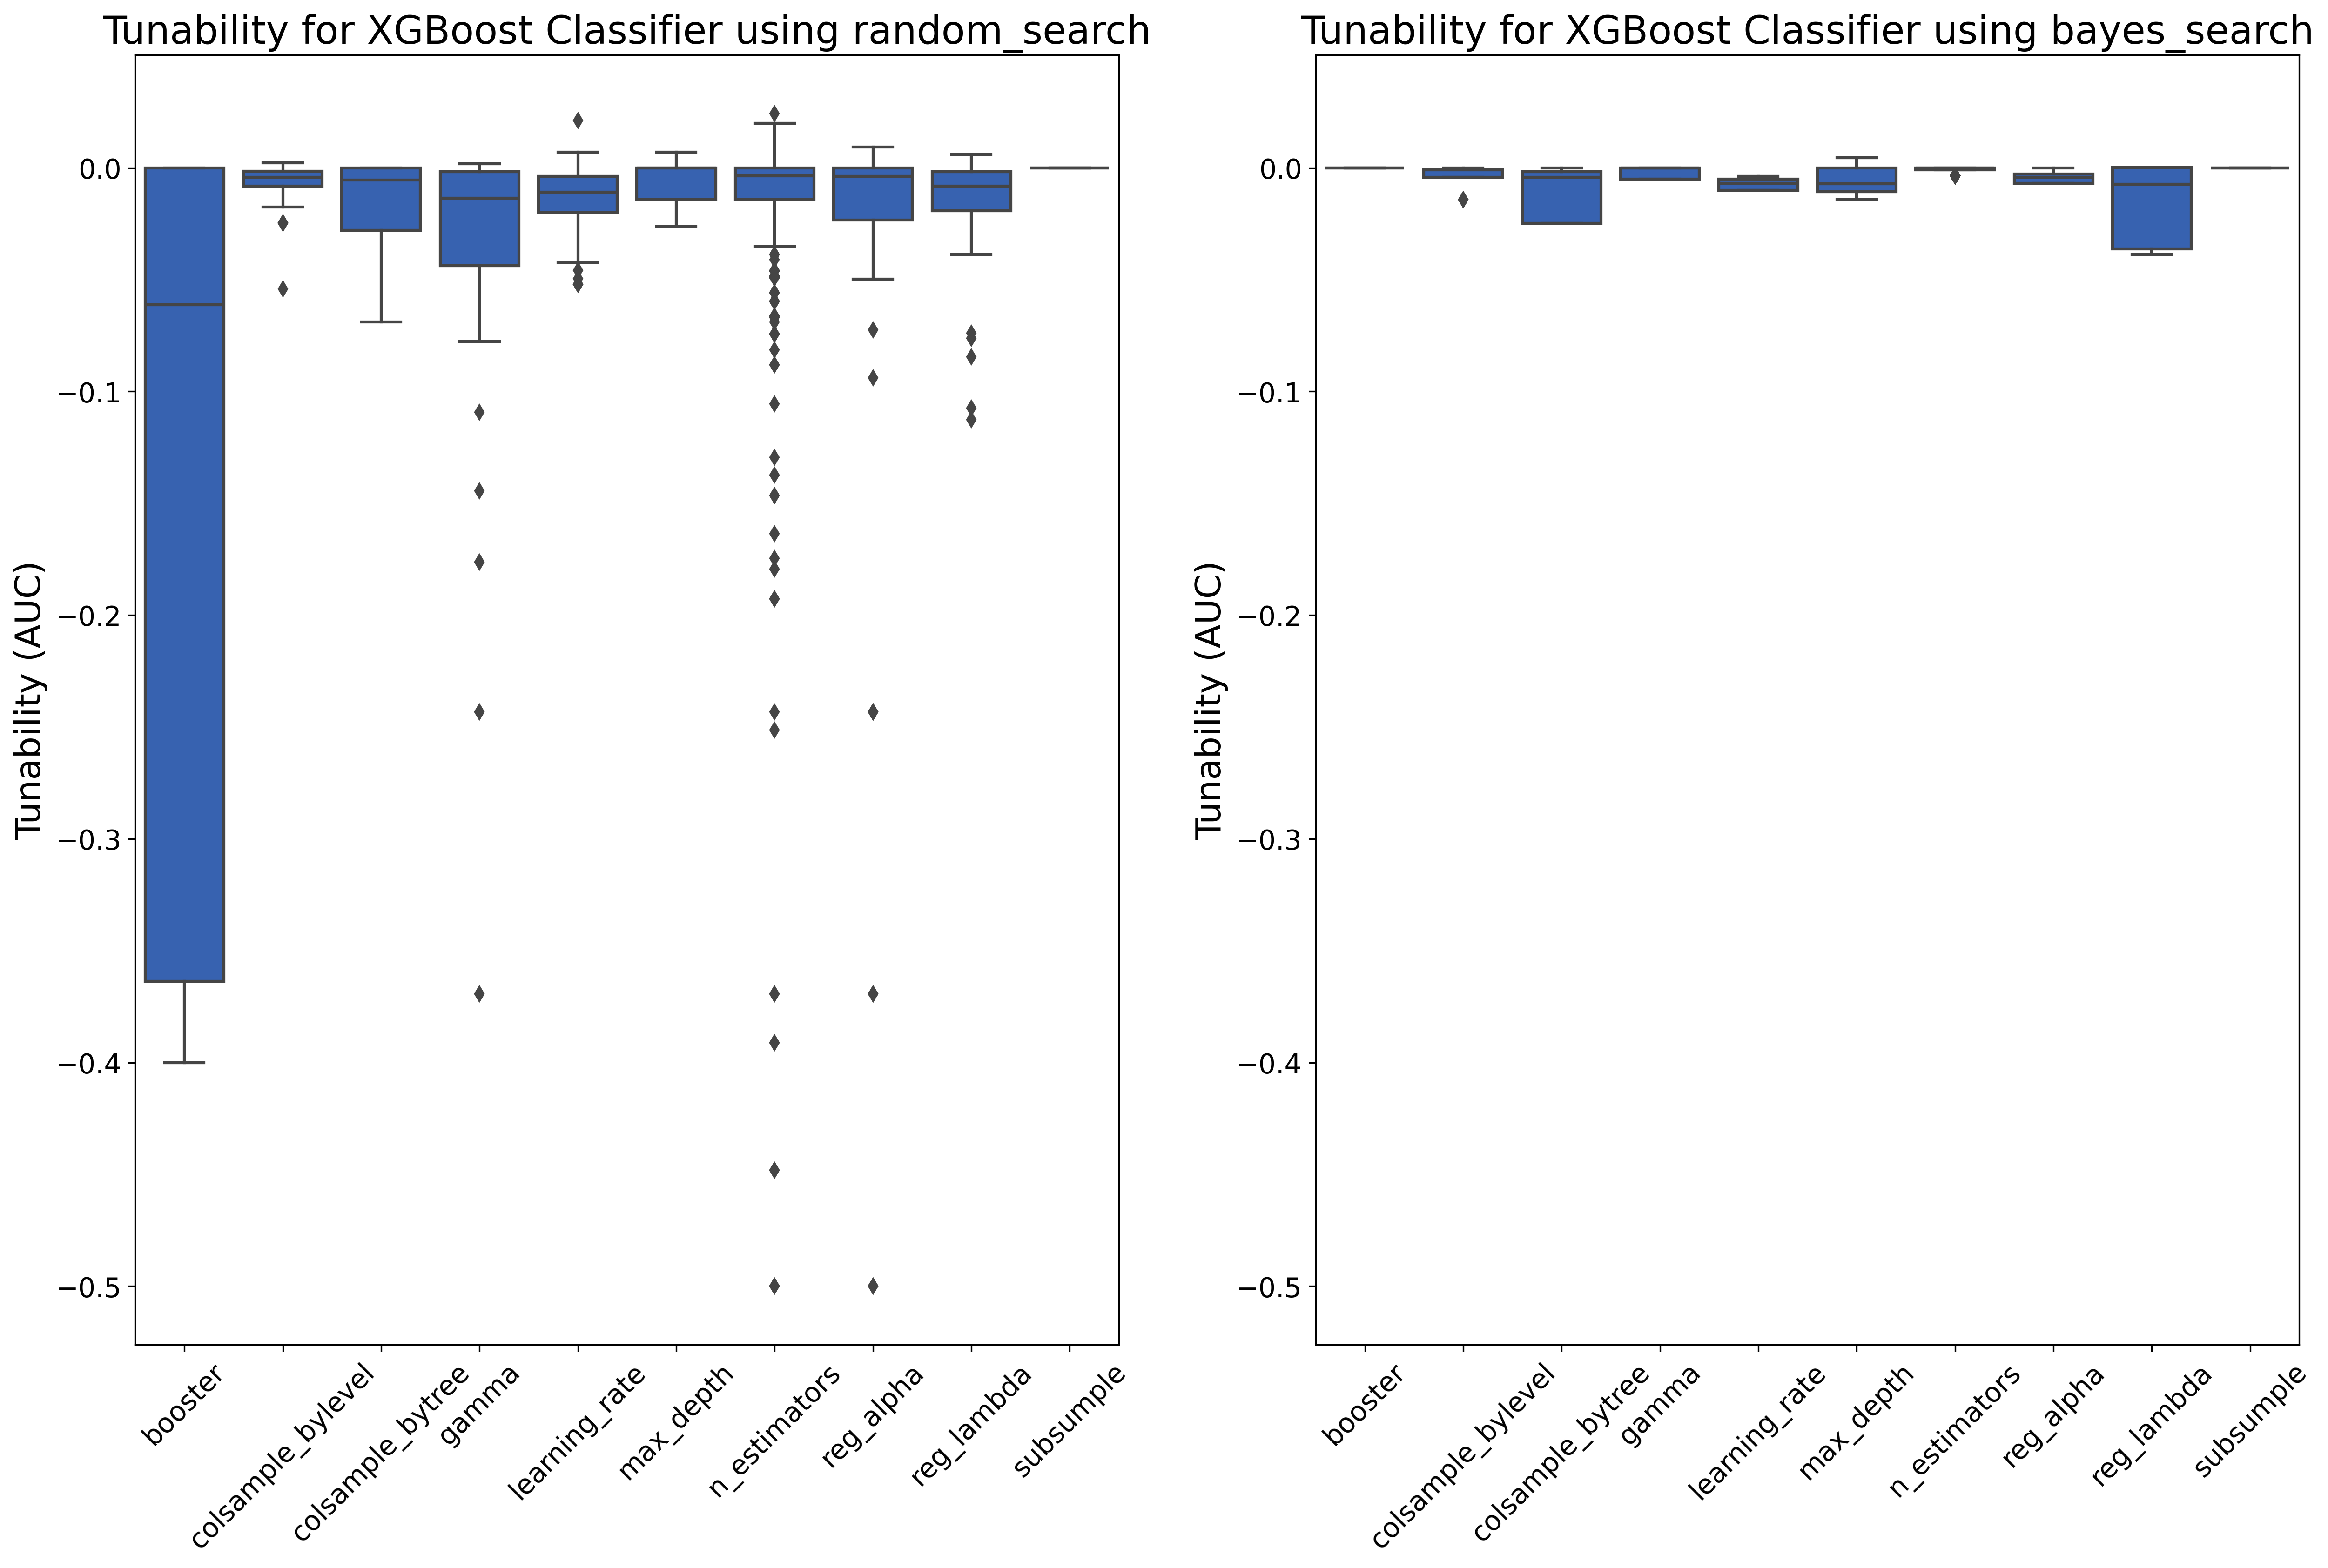 Tunability for XGBoost Classifier using random_search
Tunability (AUC)
0.0
−0.1
−0.2
−0.3
−0.4
−0.5
booster
colsample_bylevel
colsample_bytree
gamma
learning_rate
max_depth
n_estimators
reg_alpha
reg_lambda
subsumple
Tunability for XGBoost Classifier using bayes_search
Tunability (AUC)
0.0
−0.1
−0.2
−0.3
−0.4
−0.5
booster
colsample_bylevel
colsample_bytree
gamma
learning_rate
max_depth
n_estimators
reg_alpha
reg_lambda
subsumple